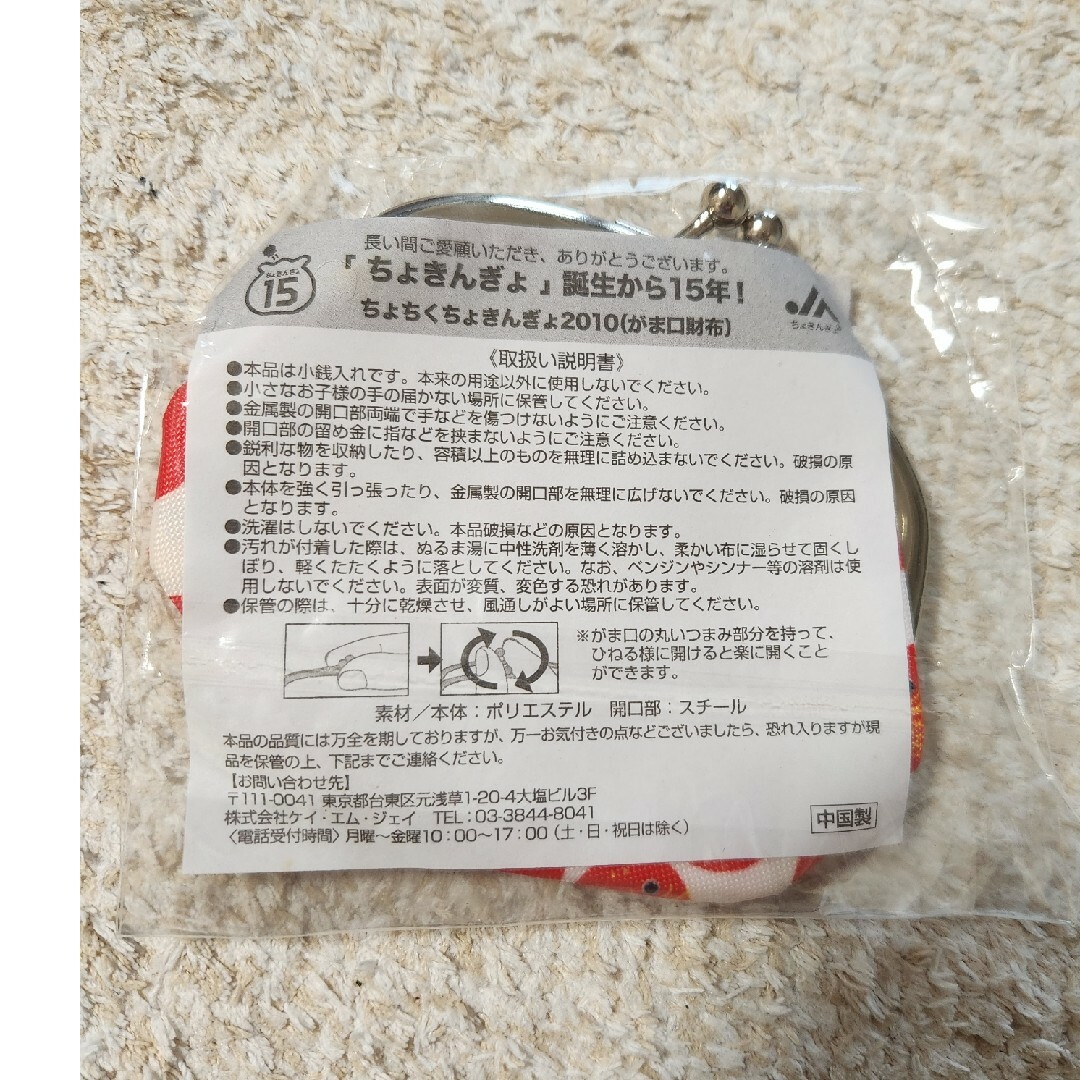 長い間ご愛顧いただき、ありがとうございます。
「ちょきんぎょ」誕生から15年!
ちょちくちょきんぎょ2010(がま口財布)
ちょきんぎょ
15
JA
ちょきんぎょ
《取扱い説明書》
●本品は小銭入れです。本来の用途以外に使用しないでください。
●小さなお子様の手の届かない場所に保管してください。
●金属製の開口部両端で手などを傷つけないようにご注意ください。
●開口部の留め金に指などを挟まないようにご注意ください。
●鋭利な物を収納したり、容積以上のものを無理に詰め込まないでください。破損の原
因となります。
●本体を強く引っ張ったり、金属製の開口部を無理に広げないでください。破損の原因
となります。
●洗濯はしないでください。本品破損などの原因となります。
●汚れが付着した際は、ぬるま湯に中性洗剤を薄く溶かし、柔かい布に湿らせて固くし
ぼり、軽くたたくように落としてください。なお、ベンジンやシンナー等の溶剤は使
用しないでください。表面が変質、変色する恐れがあります。
●保管の際は、十分に乾燥させ、風通しがよい場所に保管してください。
※がま口の丸いつまみ部分を持って、
ひねる様に開けると楽に開くこと
ができます。
素材/本体:ポリエステル 開口部:スチール
本品の品質には万全を期しておりますが、万一お気付きの点などございましたら、恐れ入りますが現
品を保管の上、下記までご連絡ください。
【お問い合わせ先】
〒111-0041 東京都台東区元浅草1-20-4大塩ビル3F
株式会社ケイ・エム・ジェイ TEL:03-3844-8041
〈電話受付時間〉月曜~金曜10:00~17:00(土・日・祝日は除く)
中国製